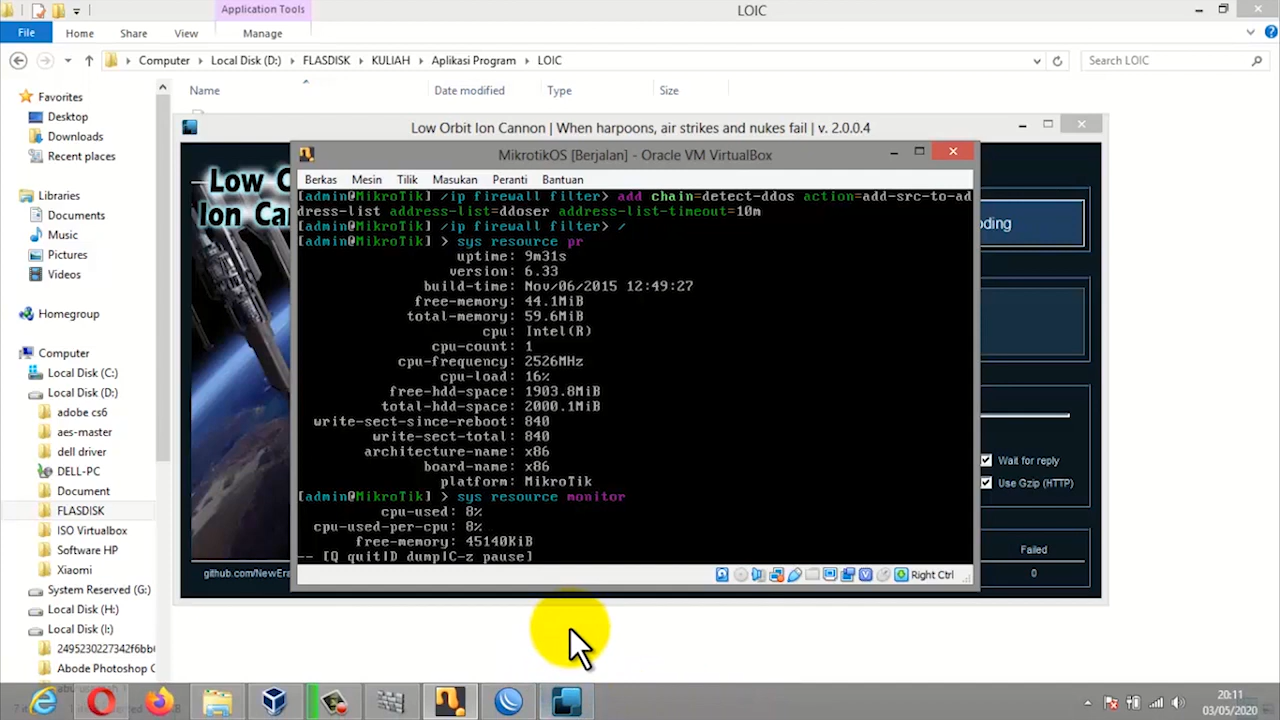 Application Tools
LOIC
File
Home
Share
View
Manage
Computer
Local Disk (D:)
FLASDISK
KULIAH
Aplikasi Program
LOIC
Search LOIC
Name
Date modified
Type
Size
Favorites
Desktop
Downloads
Recent places
Libraries
Documents
Music
Pictures
Videos
Homegroup
Computer
Local Disk (C:)
Local Disk (D:)
adobe cs6
aes-master
dell driver
DELL-PC
Document
FLASDISK
ISO Virtualbox
Software HP
Xiaomi
System Reserved (G:)
Local Disk (H:)
Local Disk (I:)
2495230227342f6bb
Abode Photoshop C
Low Orbit Ion Cannon | When harpoons, air strikes and nukes fail | v. 2.0.0.4
Low O
Ion Ca
github.com/NewEra
MikrotikOS [Berjalan] - Oracle VM VirtualBox
Berkas Mesin Tilik Masukan Peranti Bantuan
[admin@MikroTik] /ip firewall filter> add chain=detect-ddos action=add-src-to-ad
dress-list address-list=ddoser address-list-timeout=10m
[admin@MikroTik] /ip firewall filter> /
[admin@MikroTik] > sys resource pr
uptime: 9m31s
version: 6.33
build-time: Nov/06/2015 12:49:27
free-memory: 44.1MiB
total-memory: 59.6MiB
cpu: Intel(R)
cpu-count: 1
cpu-frequency: 2526MHz
cpu-load: 16%
free-hdd-space: 1903.8MiB
total-hdd-space: 2000.1MiB
write-sect-since-reboot: 840
write-sect-total: 840
architecture-name: x86
board-name: x86
platform: MikroTik
[admin@MikroTik] > sys resource monitor
cpu-used: 8%
cpu-used-per-cpu: 8%
free-memory: 45140KiB
-- [Q quit|D dump|C-z pause]
Right Ctrl
oding
Wait for reply
Use Gzip (HTTP)
Failed
0
20:11
03/05/2020